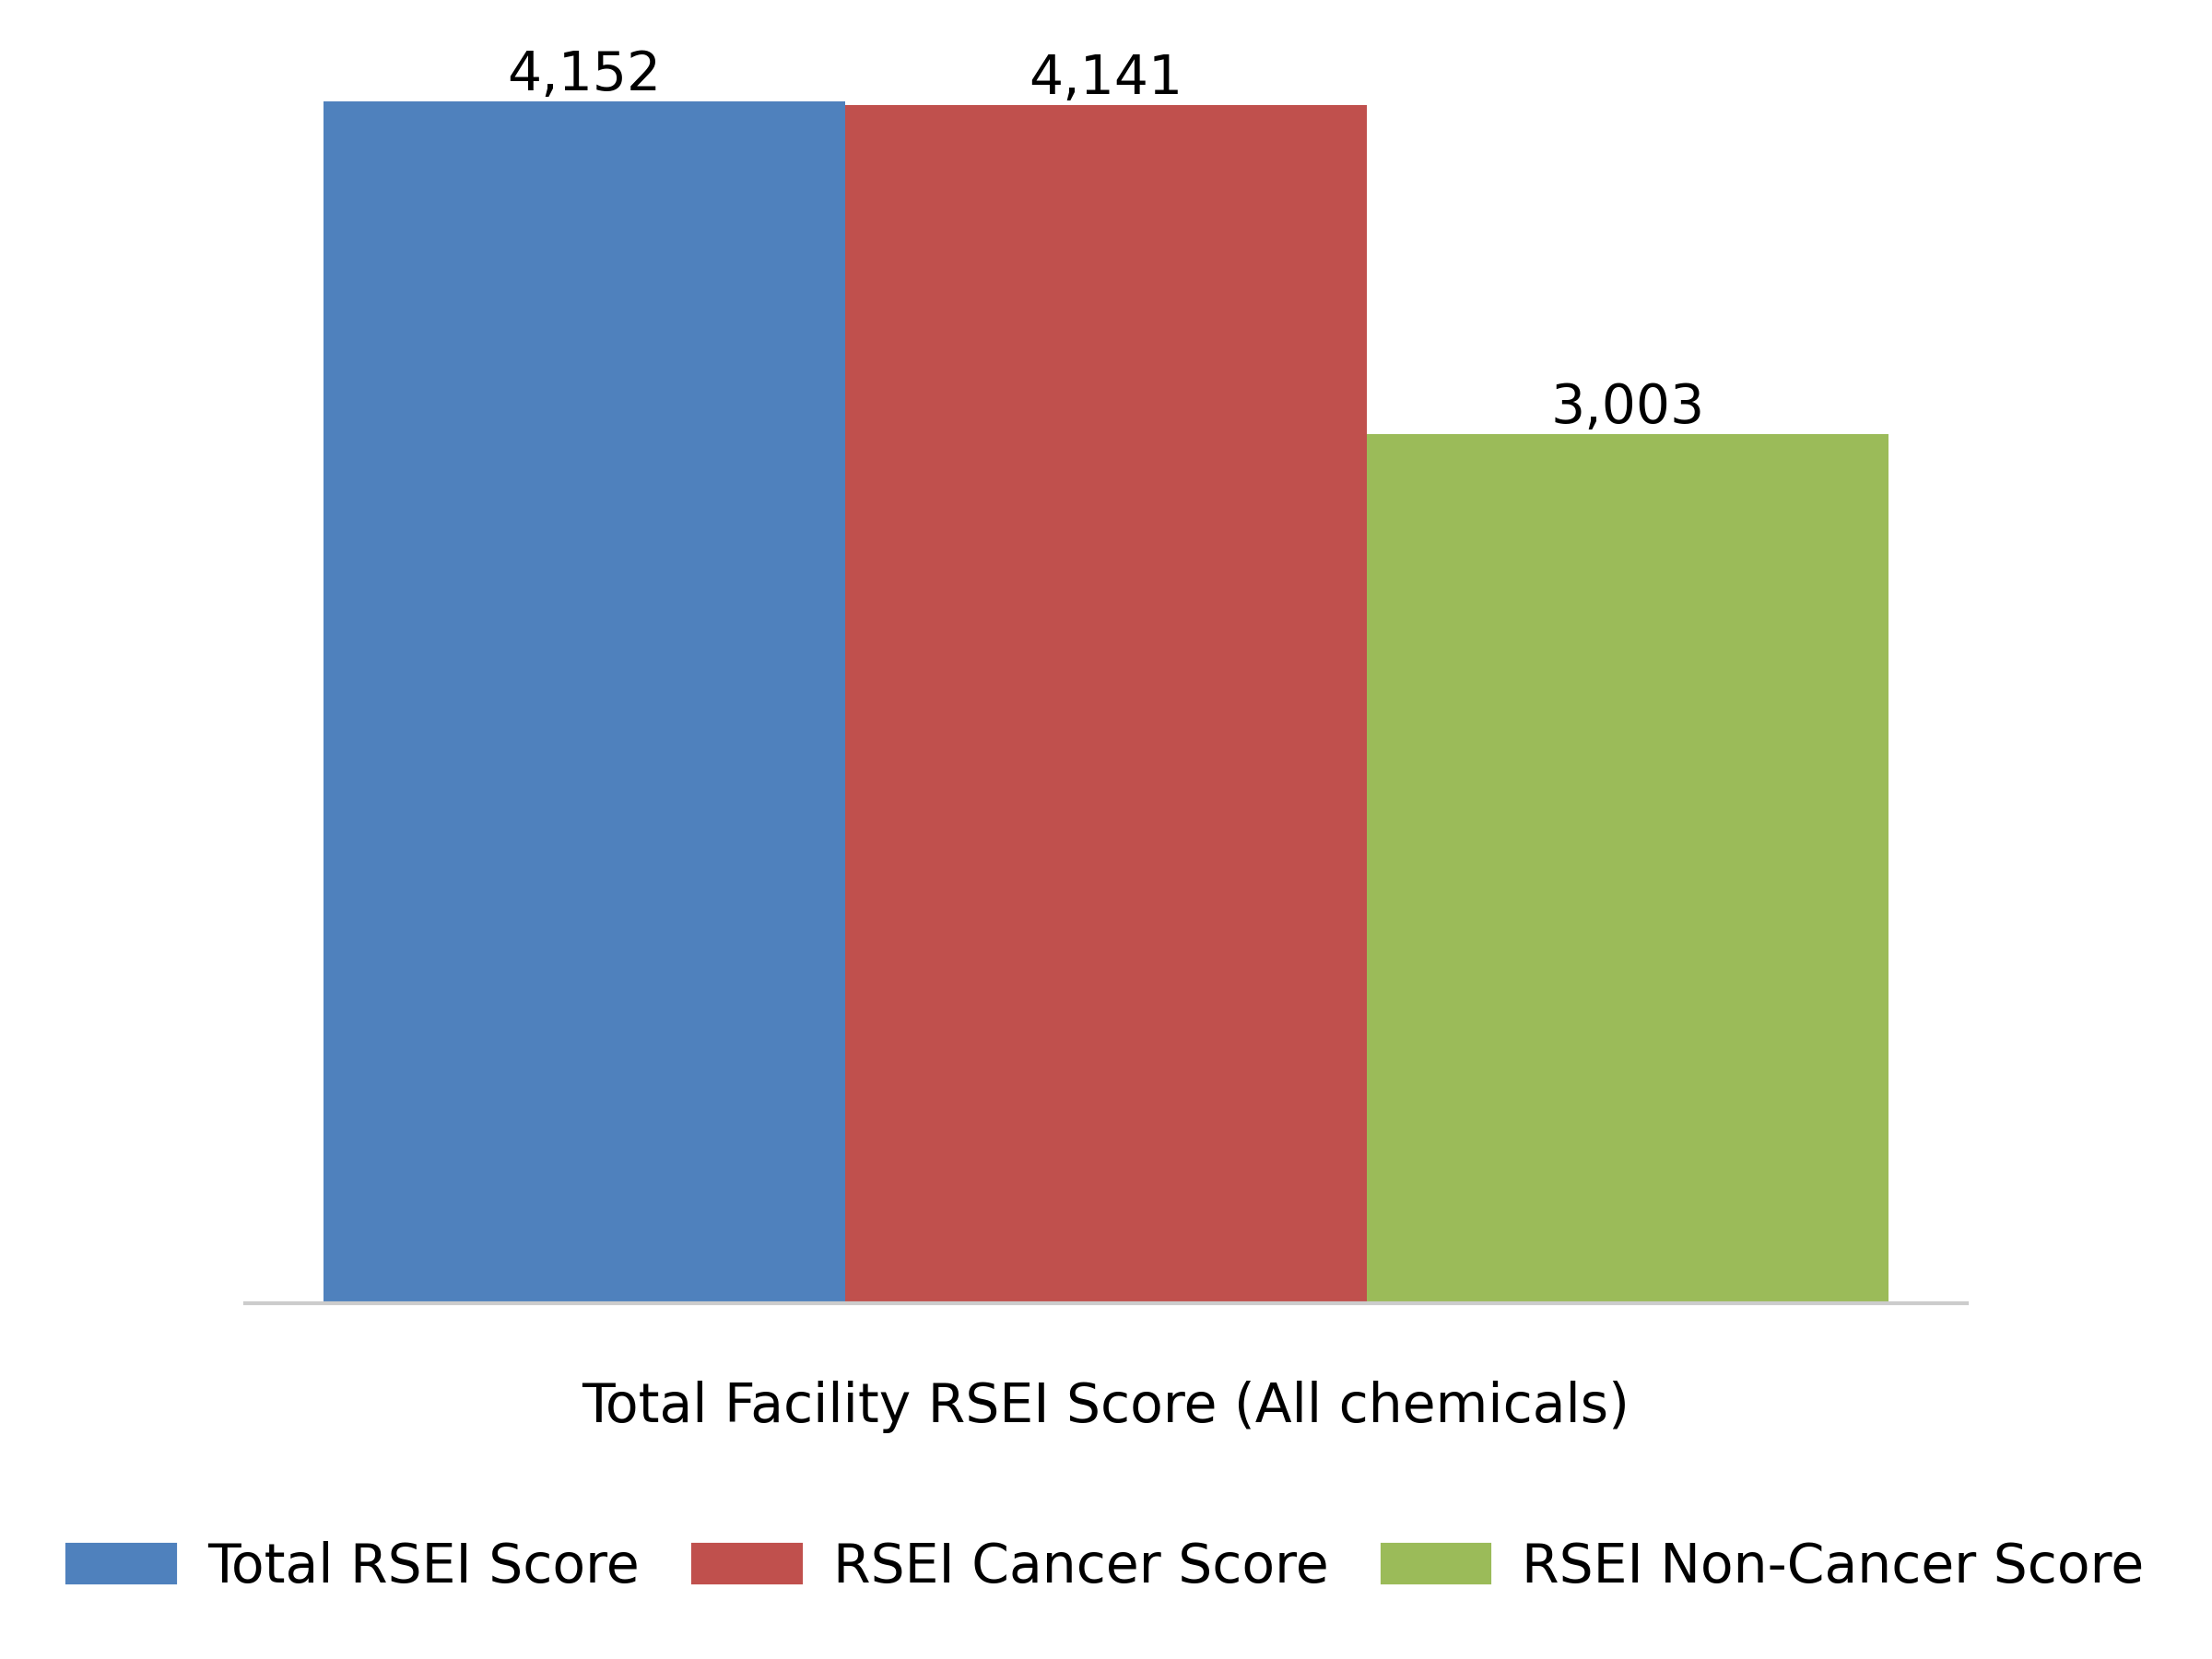 4,152
4,141
3,003
Total Facility RSEI Score (All chemicals)
Total RSEI Score RSEI Cancer Score RSEI Non-Cancer Score